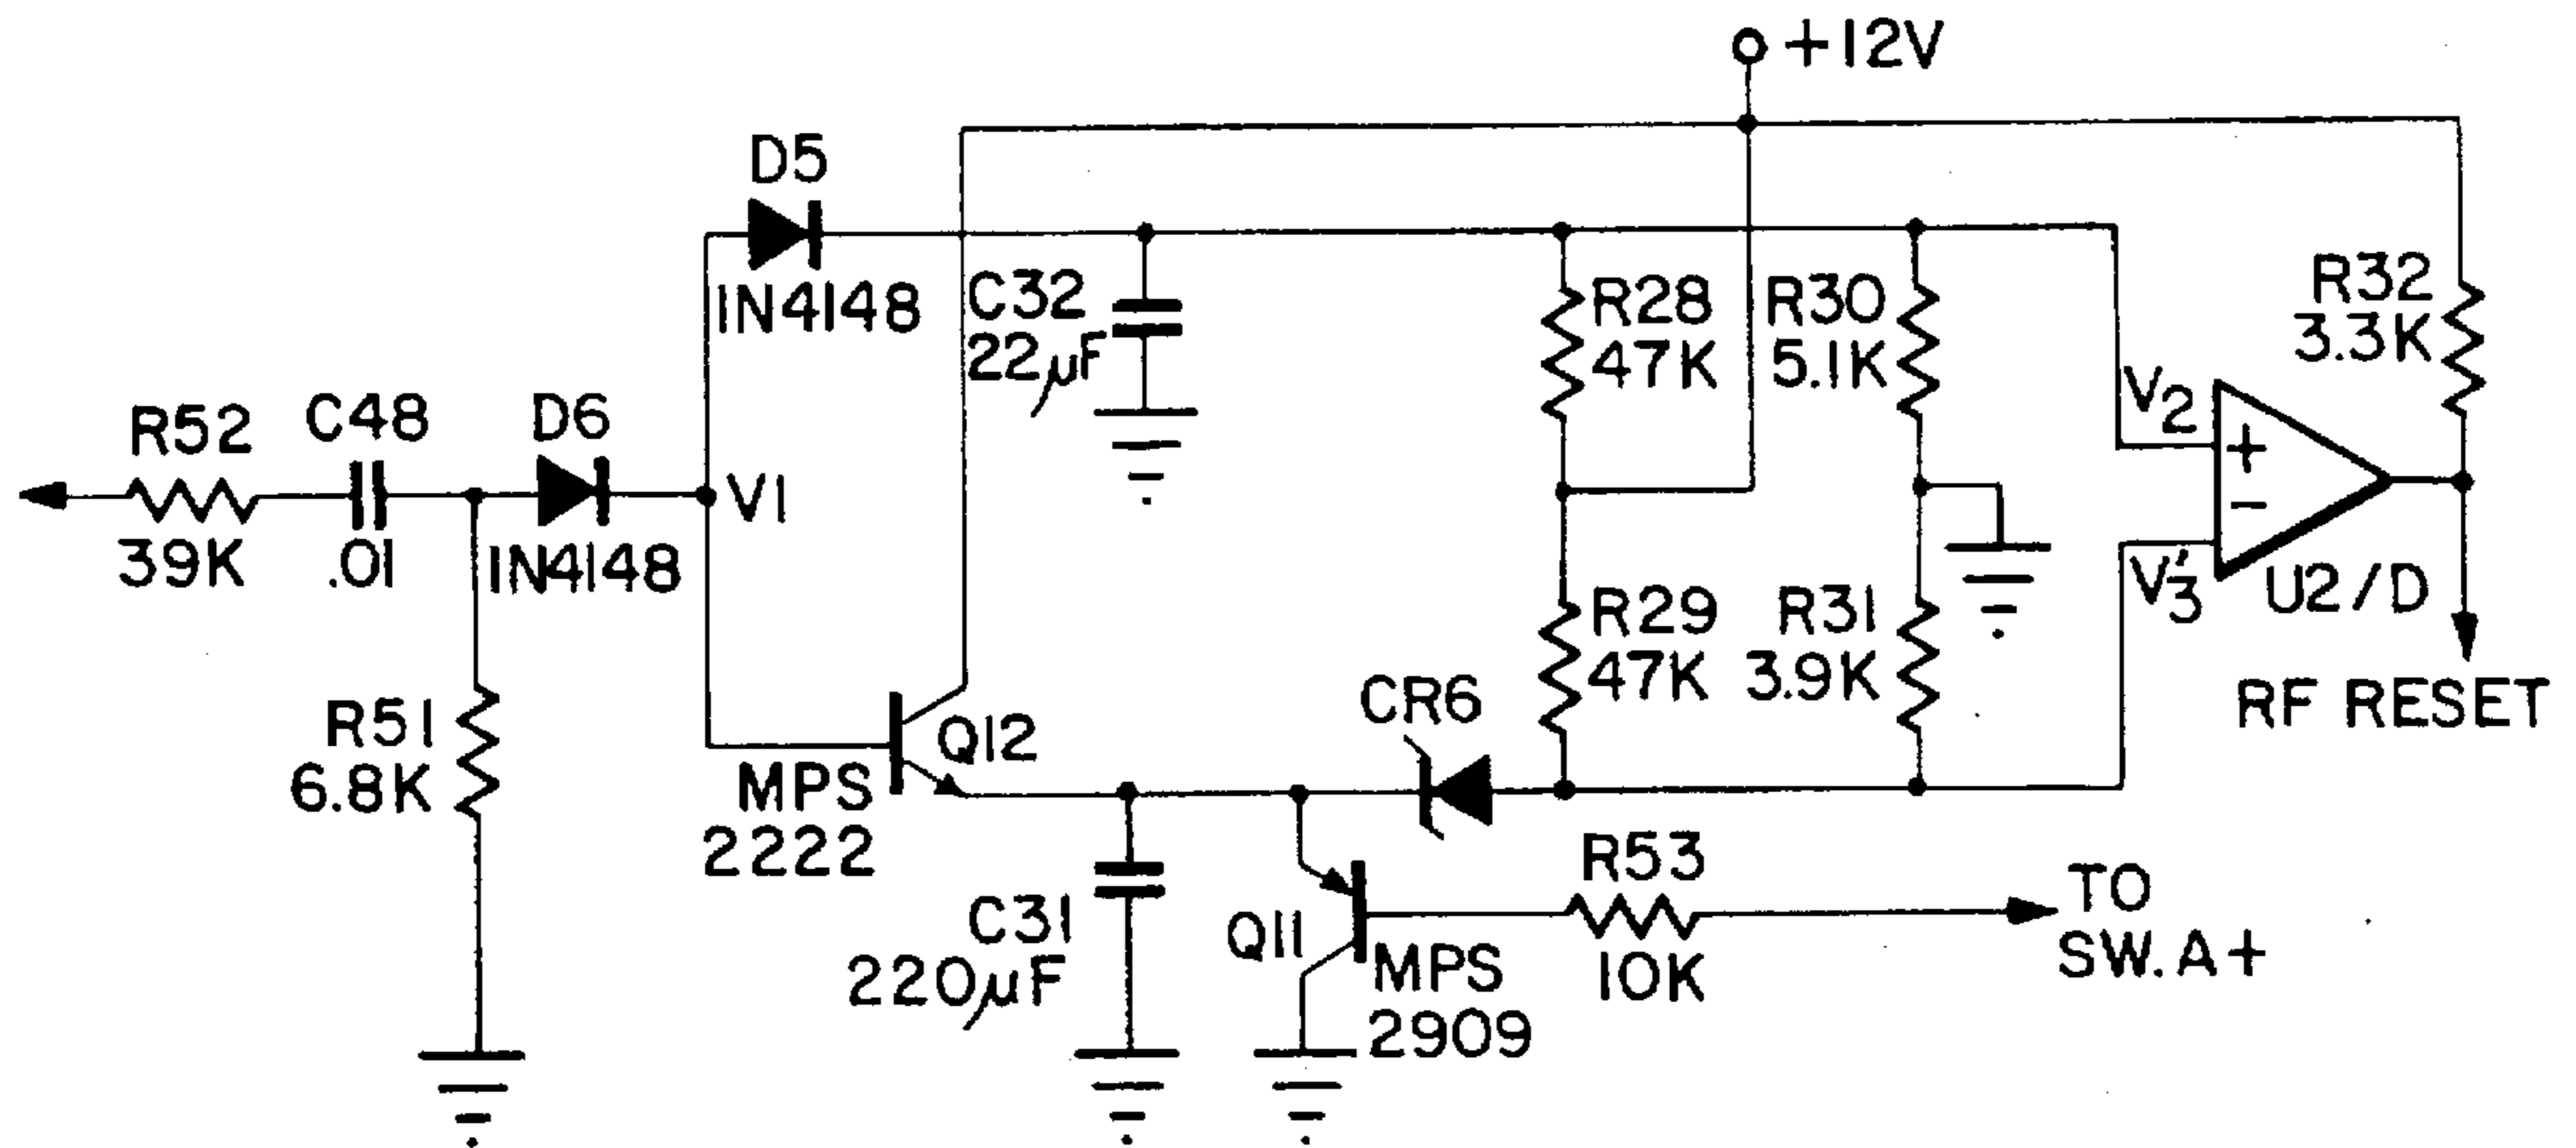 +12V
D5
1N4148
C32
22µF
R28
47K
R30
5.1K
R32
3.3K
R52
39K
C48
.01
D6
1N4148
V1
V2
+
−
V'3
U2/D
R51
6.8K
Q12
MPS
2222
CR6
R29
47K
R31
3.9K
RF RESET
C31
220µF
Q11
MPS
2909
R53
10K
TO
SW. A+